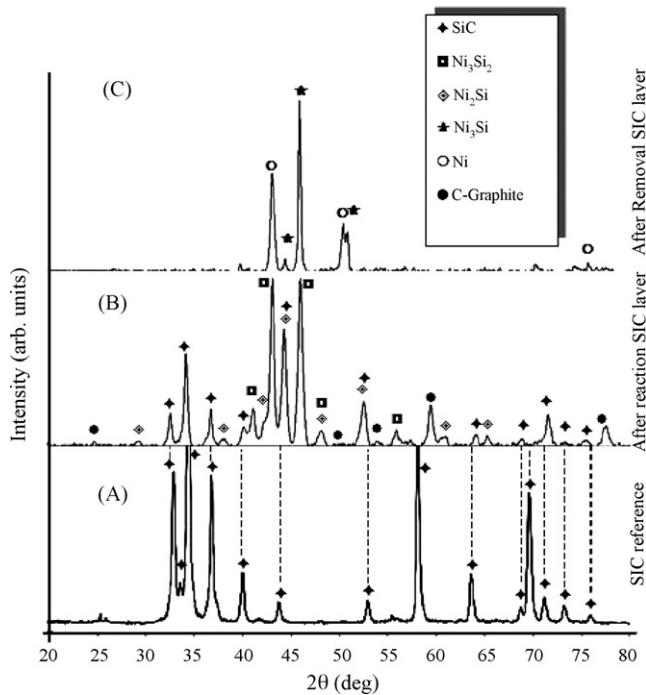 SiC
Ni₃Si₂
Ni₂Si
Ni₃Si
Ni
C-Graphite
(C)
(B)
(A)
After Removal SIC layer
After reaction SIC layer
SIC reference
Intensity (arb. units)
20 25 30 35 40 45 50 55 60 65 70 75 80
2θ (deg)